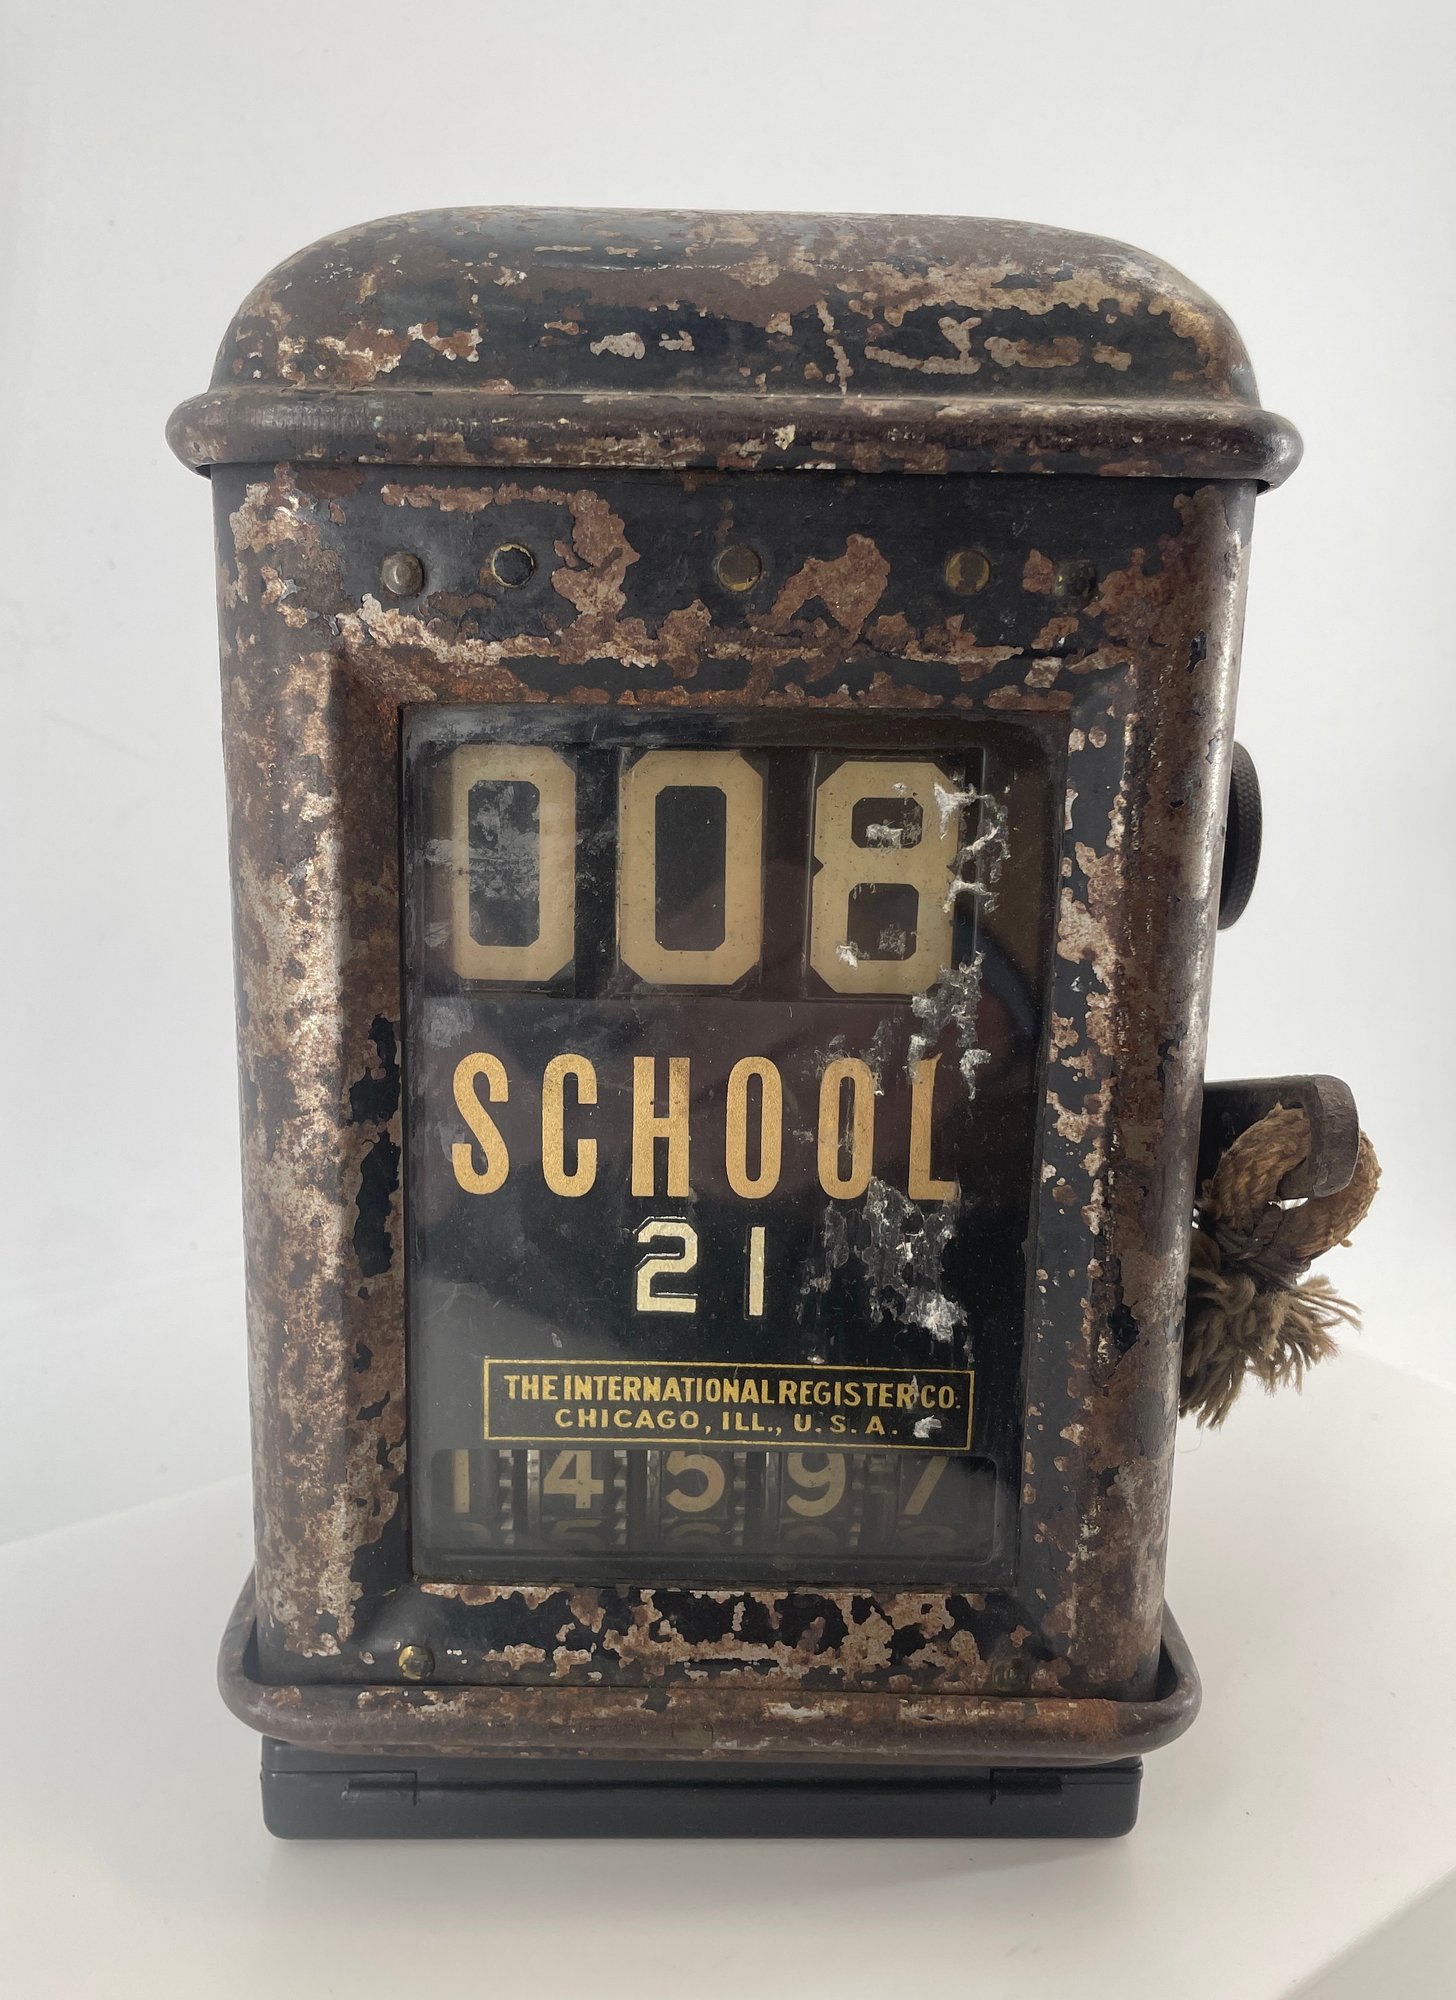 008
SCHOOL
21
THE INTERNATIONAL REGISTER CO.
CHICAGO, ILL., U.S.A.
14597